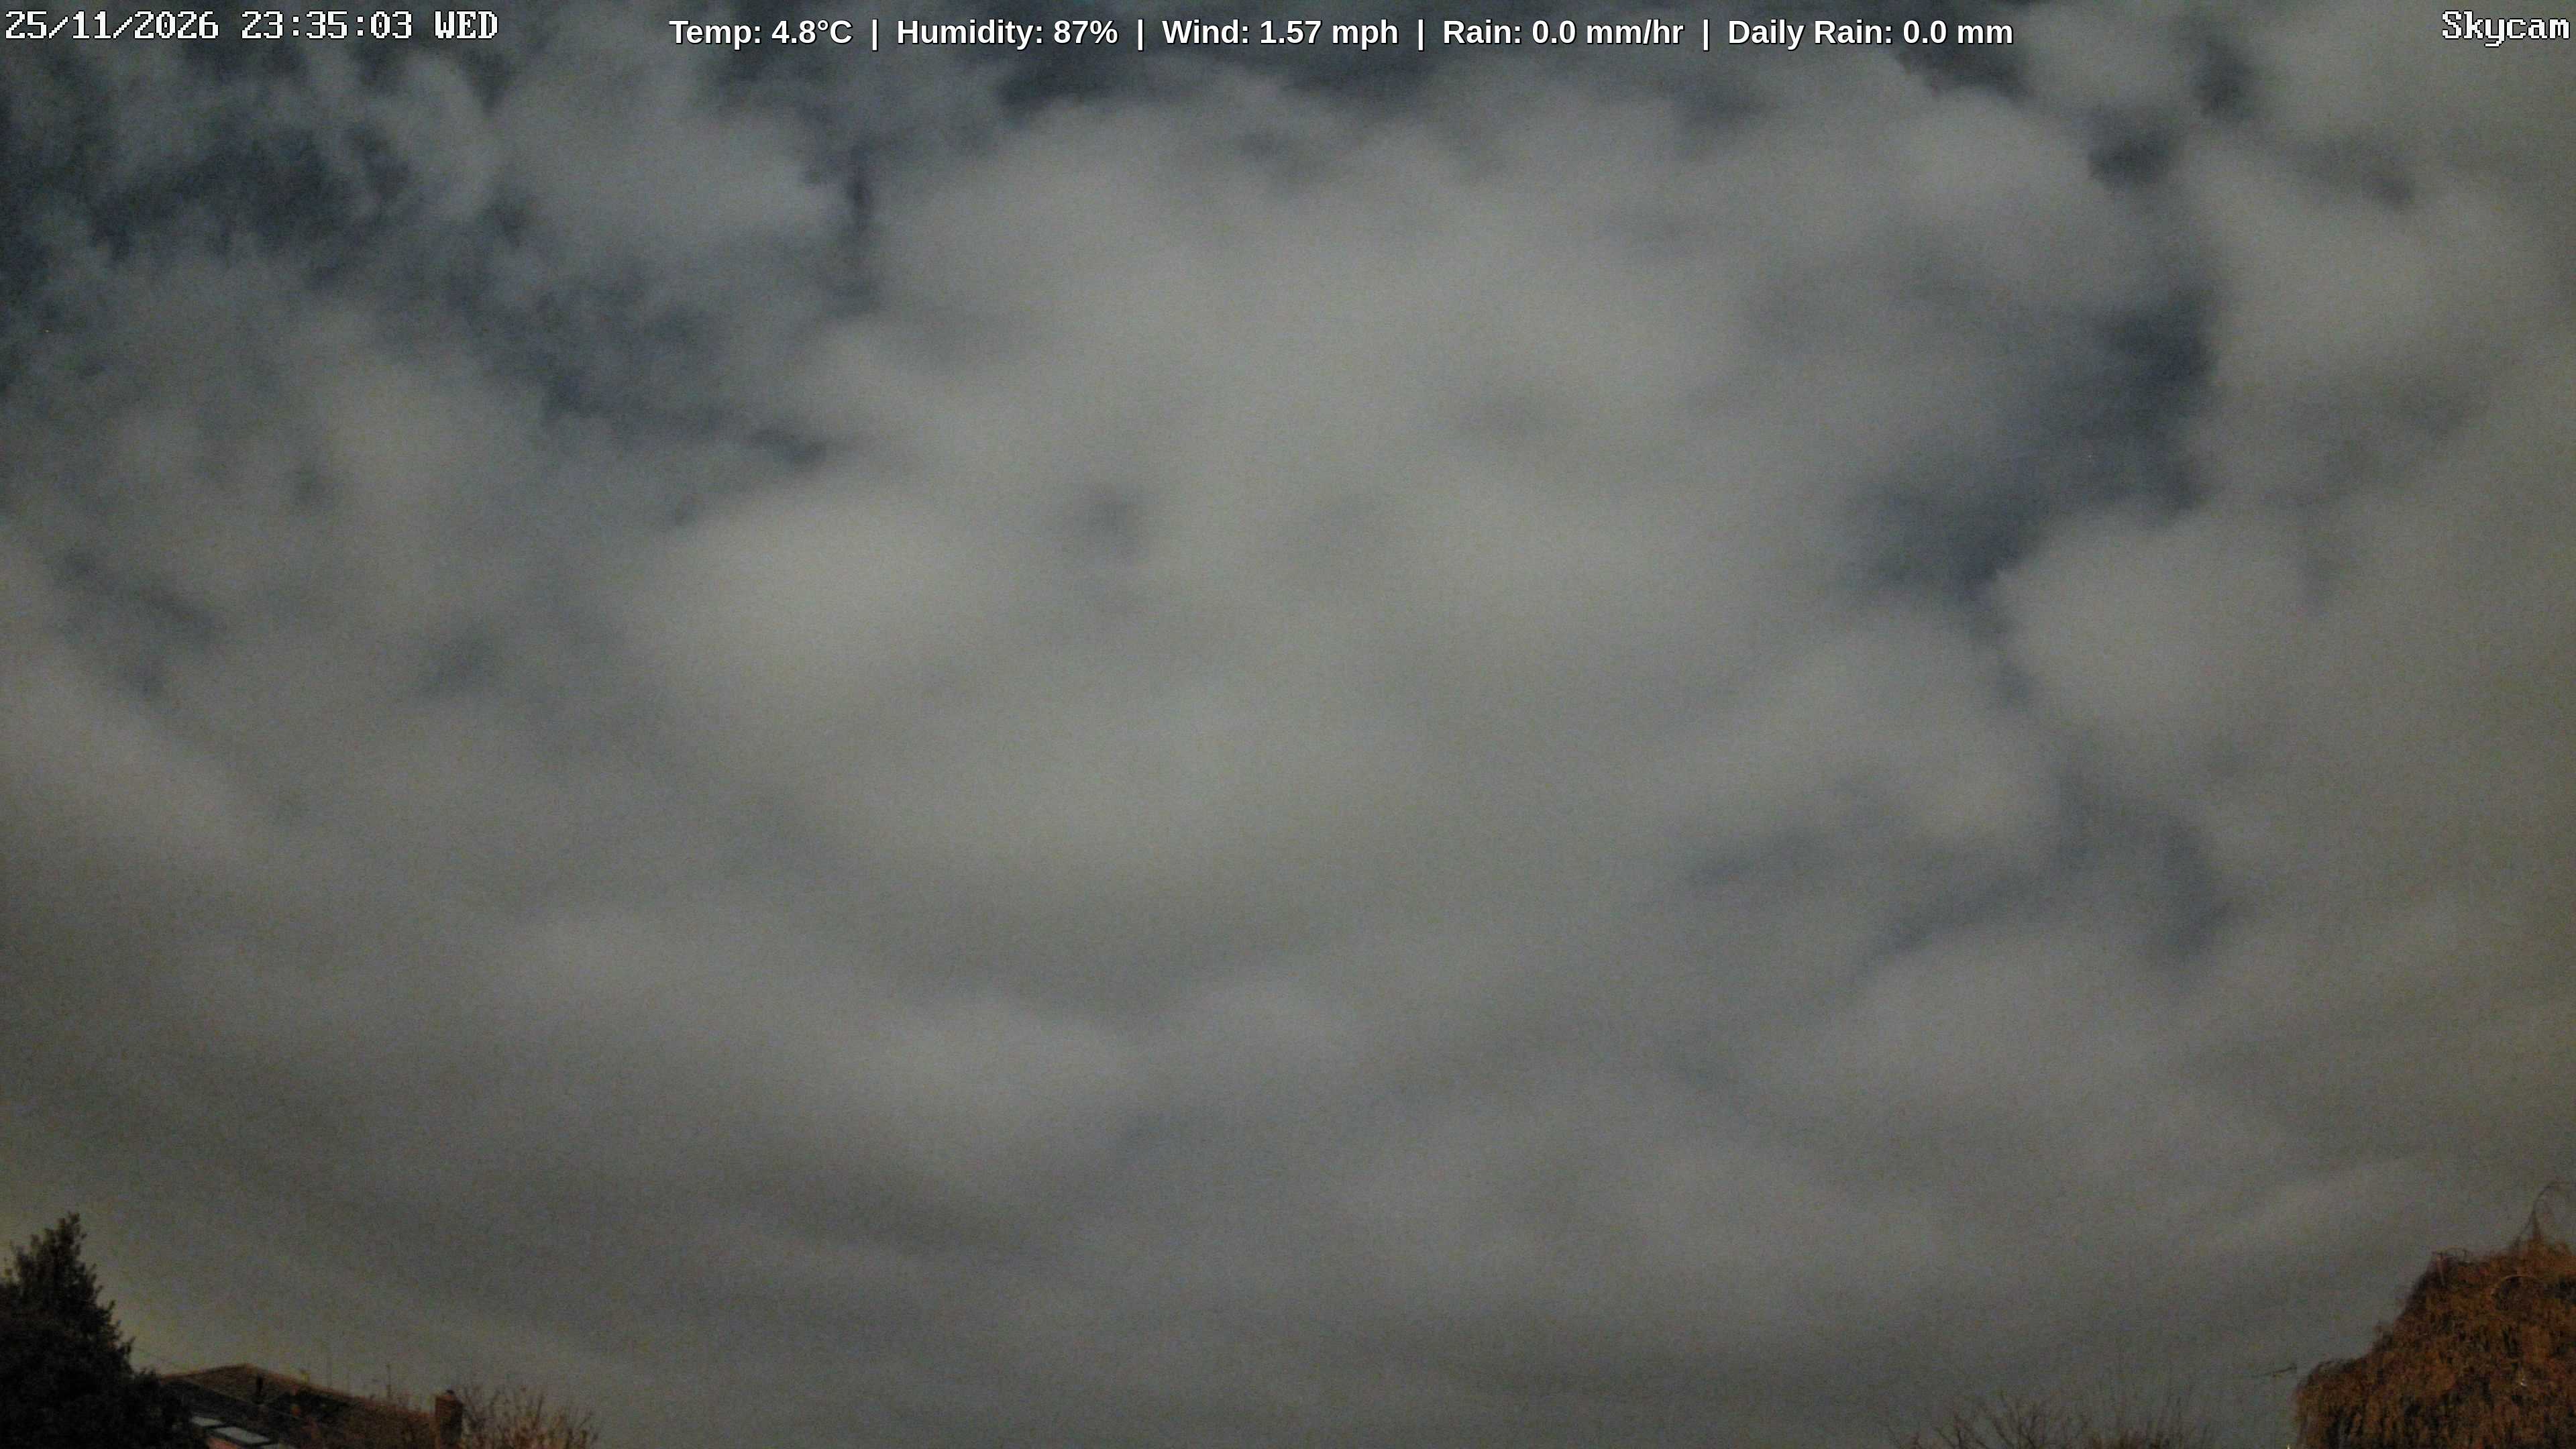 25/11/2026 23:35:03 WED
Temp: 4.8°C | Humidity: 87% | Wind: 1.57 mph | Rain: 0.0 mm/hr | Daily Rain: 0.0 mm
Skycam